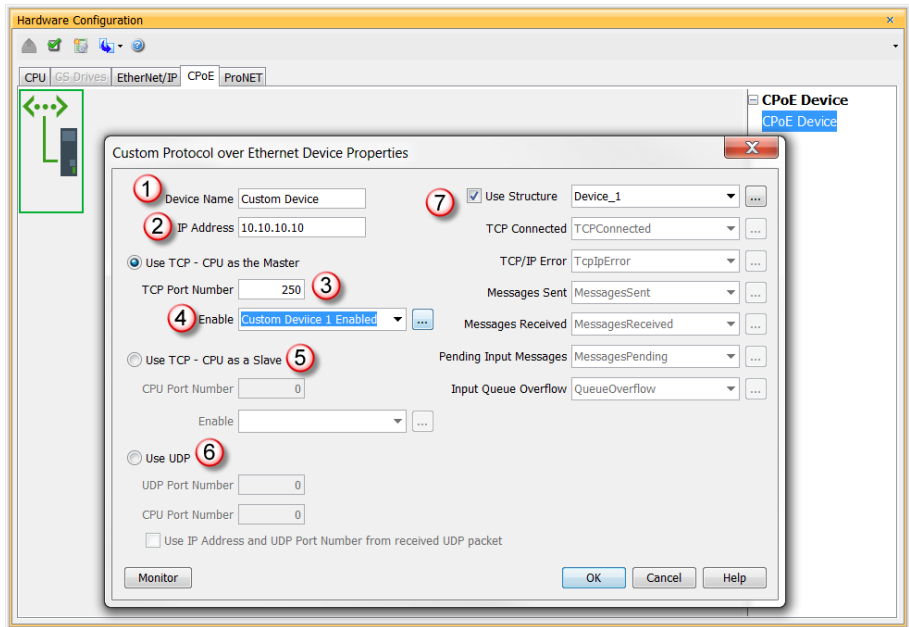 Hardware Configuration
CPU GS Drives EtherNet/IP CPoE ProNET
CPoE Device
CPoE Device
Custom Protocol over Ethernet Device Properties
1 Device Name Custom Device
2 IP Address 10.10.10.10
Use TCP - CPU as the Master
TCP Port Number 250 3
4 Enable Custom Deviice 1 Enabled ...
Use TCP - CPU as a Slave 5
CPU Port Number 0
Enable ...
Use UDP 6
UDP Port Number 0
CPU Port Number 0
Use IP Address and UDP Port Number from received UDP packet
7 Use Structure Device_1 ...
TCP Connected TCPConnected ...
TCP/IP Error TcpIpError ...
Messages Sent MessagesSent ...
Messages Received MessagesReceived ...
Pending Input Messages MessagesPending ...
Input Queue Overflow QueueOverflow ...
Monitor OK Cancel Help